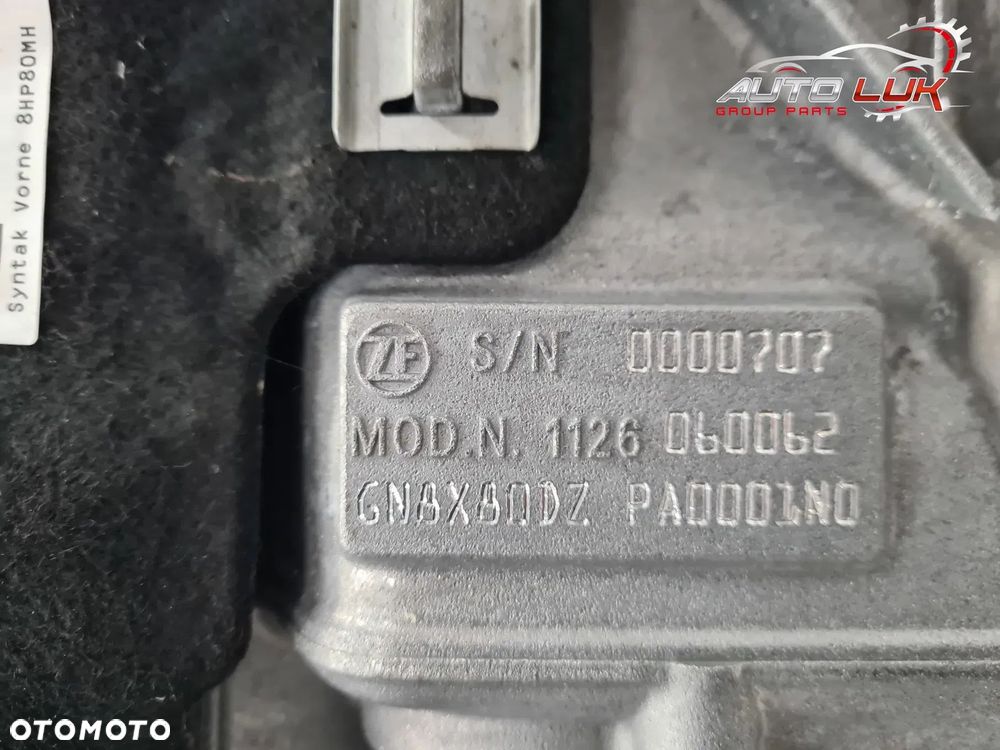 Syntak Vorne 8HP80MH
AUTO LUK
GROUP PARTS
ZF S/N 0000707
MOD.N. 1126 060062
GN8X80DZ PA0001N0
OTOMOTO